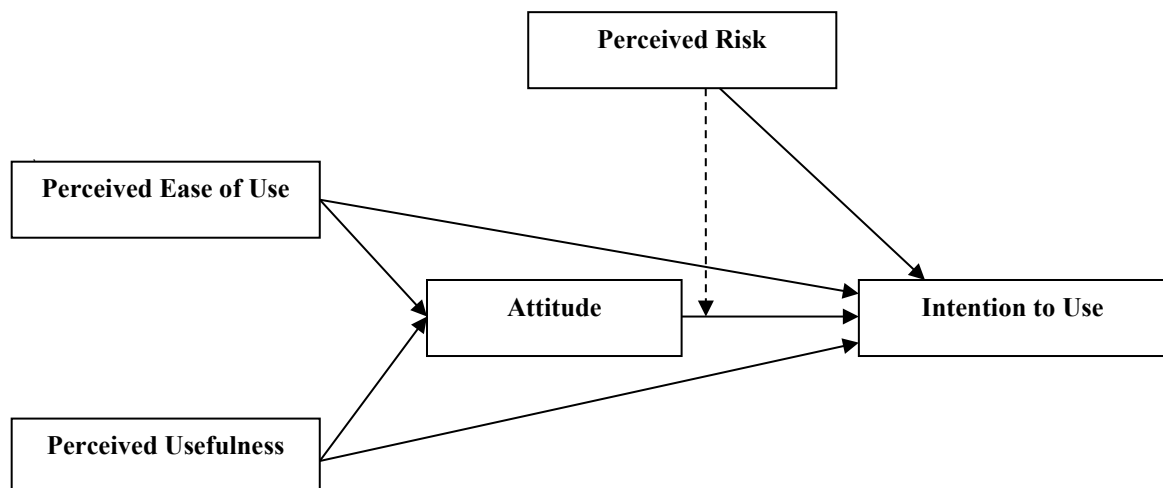 Perceived Risk
Perceived Ease of Use
Attitude
Intention to Use
Perceived Usefulness